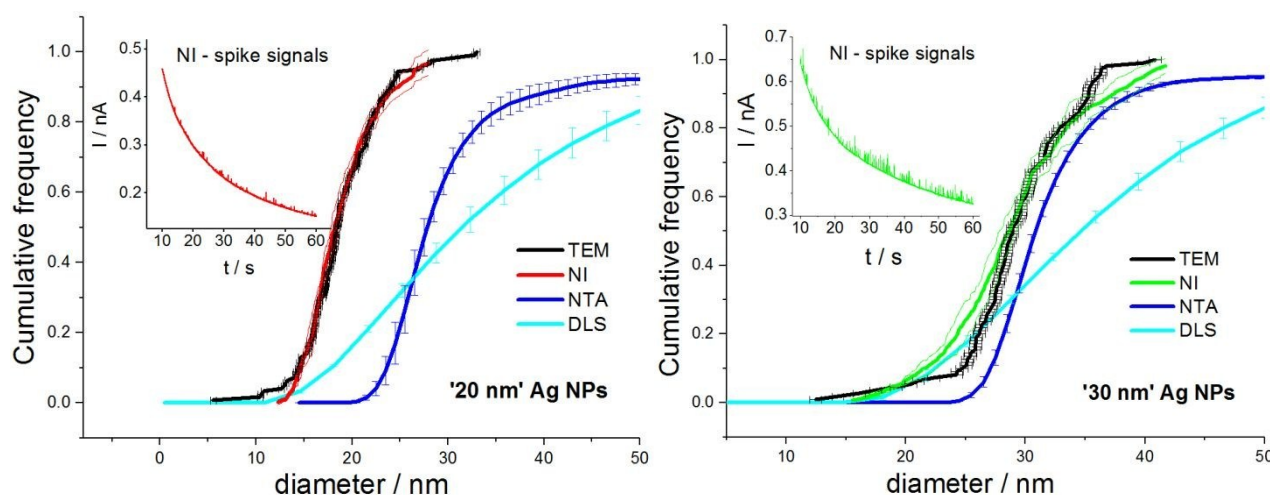 NI - spike signals
I / nA
0.5
0.4
0.3
0.2
10 20 30 40 50 60
t / s
Cumulative frequency
1.0
0.8
0.6
0.4
0.2
0.0
TEM
NI
NTA
DLS
'20 nm' Ag NPs
0 10 20 30 40 50
diameter / nm
NI - spike signals
I / nA
0.7
0.6
0.5
0.4
0.3
10 20 30 40 50 60
t / s
Cumulative frequency
1.0
0.8
0.6
0.4
0.2
0.0
TEM
NI
NTA
DLS
'30 nm' Ag NPs
10 20 30 40 50
diameter / nm